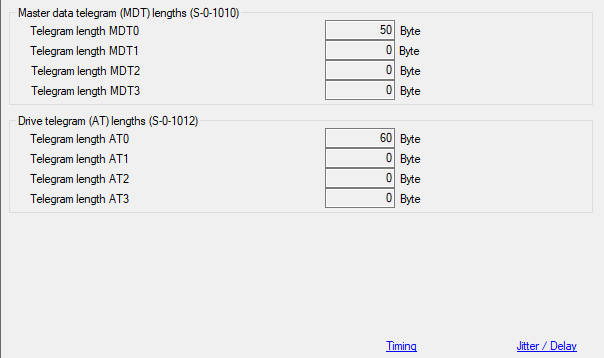 Master data telegram (MDT) lengths (S-0-1010)
Telegram length MDT0 50 Byte
Telegram length MDT1 0 Byte
Telegram length MDT2 0 Byte
Telegram length MDT3 0 Byte
Drive telegram (AT) lengths (S-0-1012)
Telegram length AT0 60 Byte
Telegram length AT1 0 Byte
Telegram length AT2 0 Byte
Telegram length AT3 0 Byte
Timing Jitter / Delay